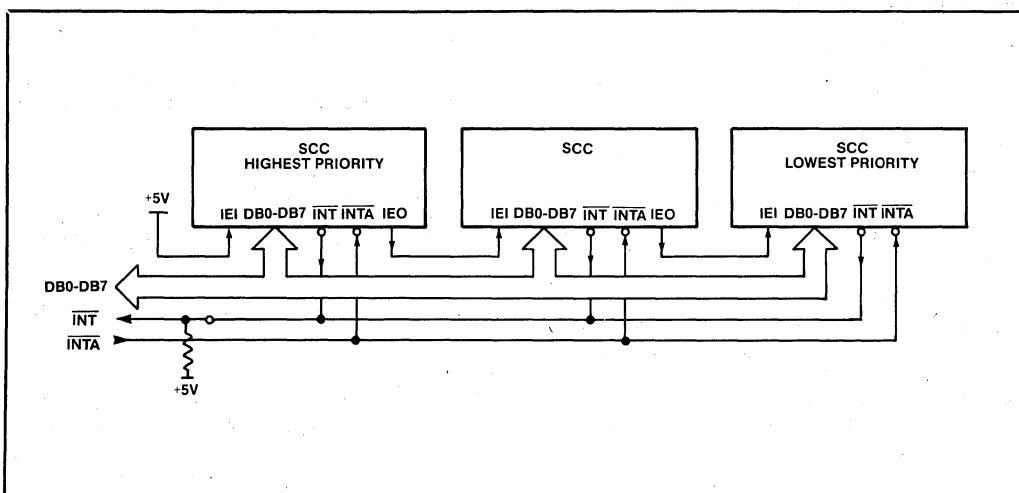 SCC
HIGHEST PRIORITY
SCC
SCC
LOWEST PRIORITY
+5V
IEI DB0-DB7 INT INTA IEO
IEI DB0-DB7 INT INTA IEO
IEI DB0-DB7 INT INTA
DB0-DB7
INT
INTA
+5V